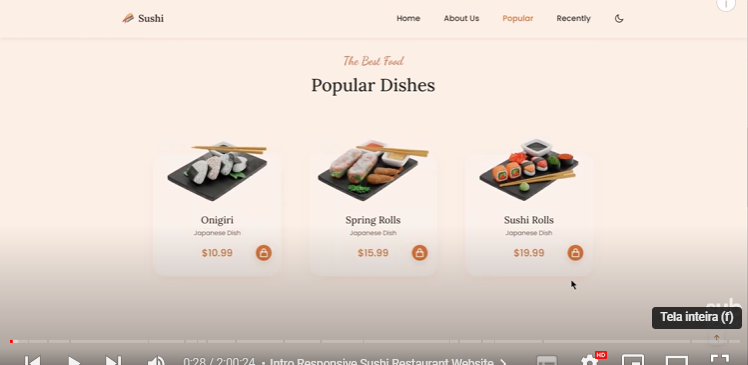 Sushi
Home About Us Popular Recently
The Best Food
Popular Dishes
Onigiri Spring Rolls Sushi Rolls
Japanese Dish Japanese Dish Japanese Dish
$10.99 $15.99 $19.99
Tela inteira (f)
HD
0:28 / 2:00:24 • Intro Responsive Sushi Restaurant Website